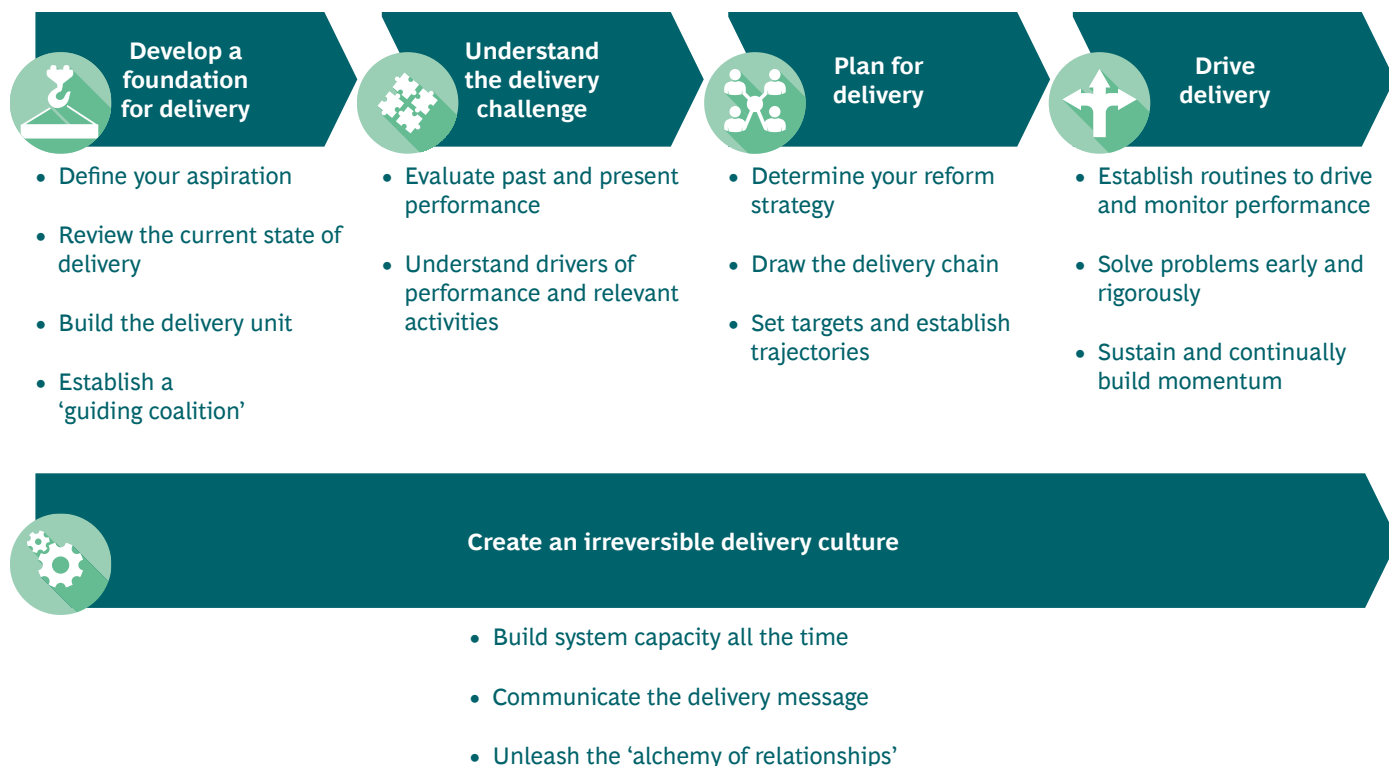 Develop a
foundation
for delivery
• Define your aspiration
• Review the current state of
delivery
• Build the delivery unit
• Establish a
‘guiding coalition’
Understand
the delivery
challenge
• Evaluate past and present
performance
• Understand drivers of
performance and relevant
activities
Plan for
delivery
• Determine your reform
strategy
• Draw the delivery chain
• Set targets and establish
trajectories
Drive
delivery
• Establish routines to drive
and monitor performance
• Solve problems early and
rigorously
• Sustain and continually
build momentum
Create an irreversible delivery culture
• Build system capacity all the time
• Communicate the delivery message
• Unleash the ‘alchemy of relationships’